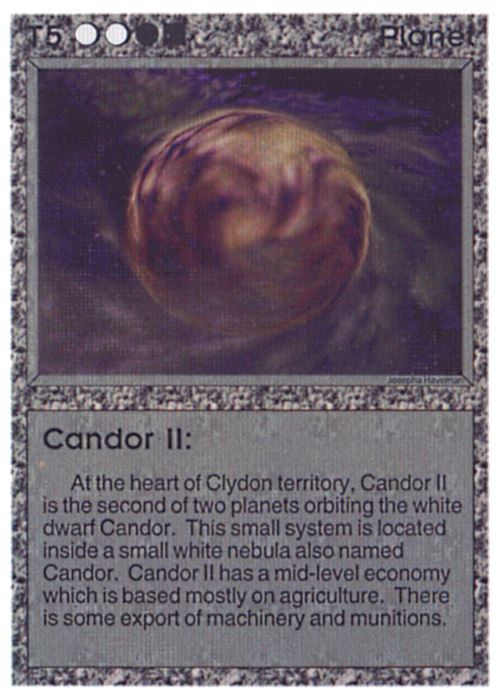 T5 Planet
Josepha Haveman
Candor II:
At the heart of Clydon territory, Candor II
is the second of two planets orbiting the white
dwarf Candor. This small system is located
inside a small white nebula also named
Candor. Candor II has a mid-level economy
which is based mostly on agriculture. There
is some export of machinery and munitions.